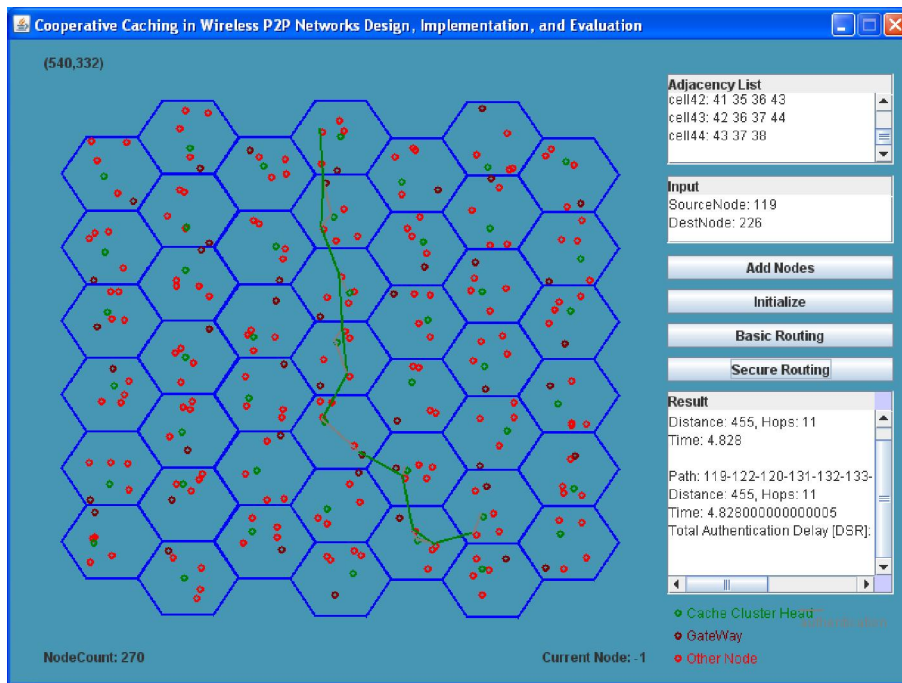 Cooperative Caching in Wireless P2P Networks Design, Implementation, and Evaluation
(540,332)
Adjacency List
cell42: 41 35 36 43
cell43: 42 36 37 44
cell44: 43 37 38
Input
SourceNode: 119
DestNode: 226
Add Nodes
Initialize
Basic Routing
Secure Routing
Result
Distance: 455, Hops: 11
Time: 4.828
Path: 119-122-120-131-132-133-
Distance: 455, Hops: 11
Time: 4.828000000000005
Total Authentication Delay [DSR]:
Cache Cluster Head
GateWay
Other Node
NodeCount: 270
Current Node: -1